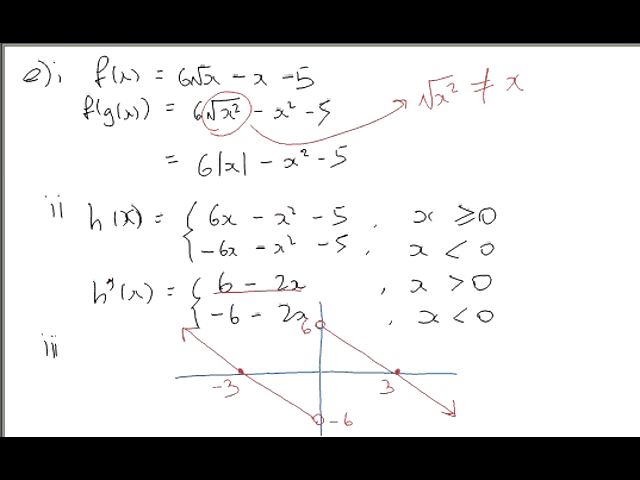 e) i f(x) = 6√x - x - 5
f(g(x)) = 6√x² - x² - 5 √x² ≠ x
= 6|x| - x² - 5
ii h(x) = { 6x - x² - 5 , x ≥ 0
-6x - x² - 5 , x < 0
h'(x) = { 6 - 2x , x > 0
-6 - 2x , x < 0
iii
6
-3 3
-6